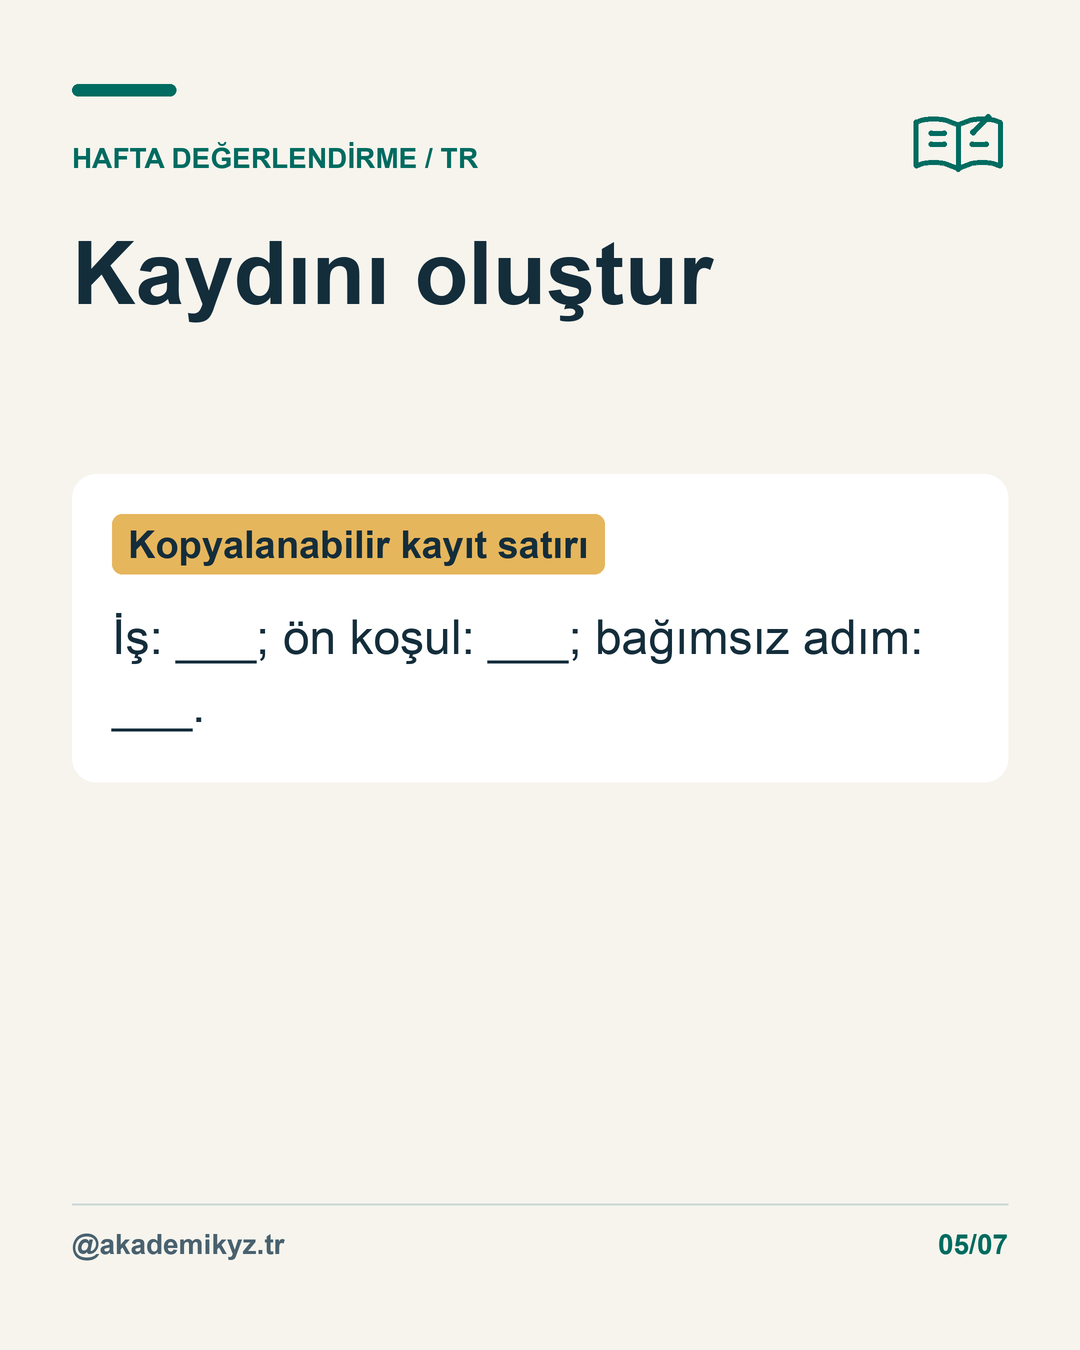 HAFTA DEĞERLENDİRME / TR
Kaydını oluştur
Kopyalanabilir kayıt satırı
İş: ___; ön koşul: ___; bağımsız adım:
___.
@akademikyz.tr
05/07